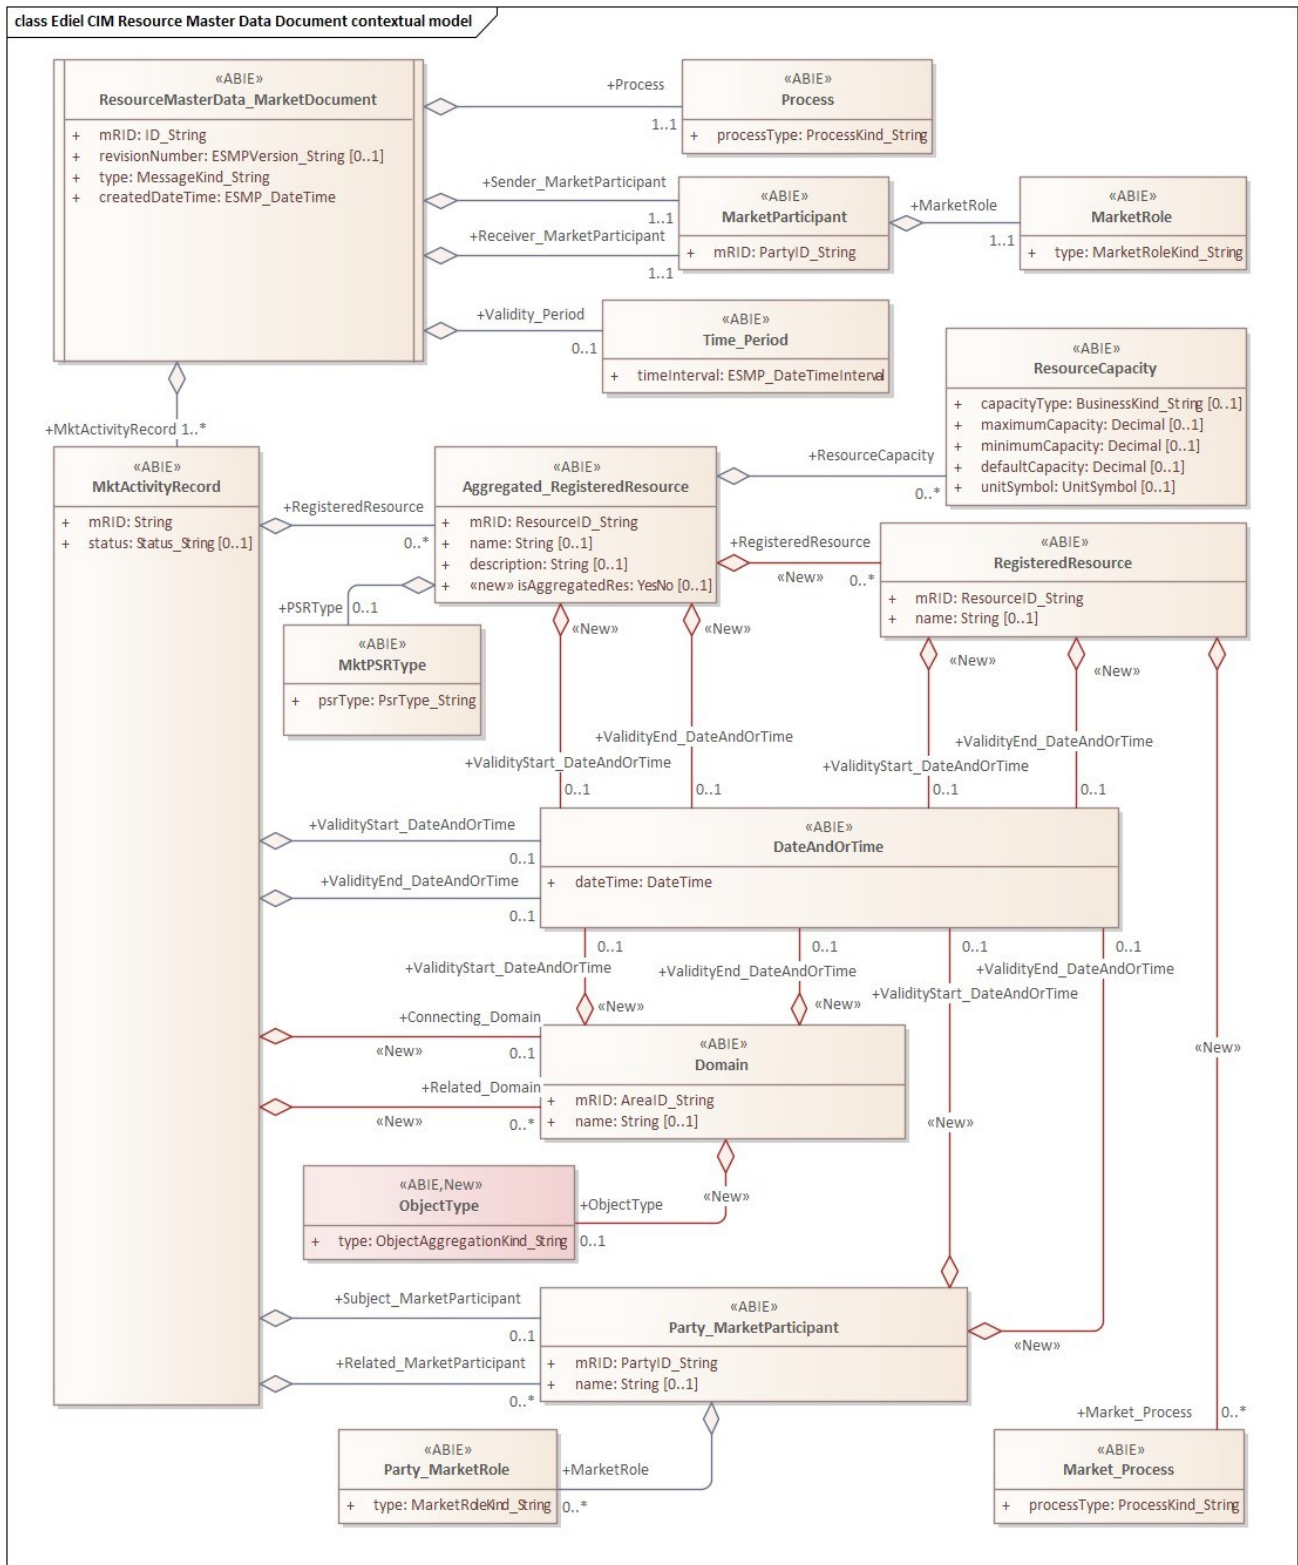 class Ediel CIM Resource Master Data Document contextual model
«ABIE»
ResourceMasterData_MarketDocument
+ mRID: ID_String
+ revisionNumber: ESMPVersion_String [0..1]
+ type: MessageKind_String
+ createdDateTime: ESMP_DateTime
+Process
1..1
«ABIE»
Process
+ processType: ProcessKind_String
+Sender_MarketParticipant
1..1
+Receiver_MarketParticipant
1..1
«ABIE»
MarketParticipant
+ mRID: PartyID_String
+MarketRole
1..1
«ABIE»
MarketRole
+ type: MarketRoleKind_String
+Validity_Period
0..1
«ABIE»
Time_Period
+ timeInterval: ESMP_DateTimeInterval
«ABIE»
ResourceCapacity
+ capacityType: BusinessKind_String [0..1]
+ maximumCapacity: Decimal [0..1]
+ minimumCapacity: Decimal [0..1]
+ defaultCapacity: Decimal [0..1]
+ unitSymbol: UnitSymbol [0..1]
+MktActivityRecord 1..*
«ABIE»
MktActivityRecord
+ mRID: String
+ status: Status_String [0..1]
+RegisteredResource
0..*
«ABIE»
Aggregated_RegisteredResource
+ mRID: ResourceID_String
+ name: String [0..1]
+ description: String [0..1]
+ «new» isAggregatedRes: YesNo [0..1]
+ResourceCapacity
0..*
+RegisteredResource
«New»
0..*
«ABIE»
RegisteredResource
+ mRID: ResourceID_String
+ name: String [0..1]
+PSRType
0..1
«ABIE»
MktPSRType
+ psrType: PsrType_String
«New»
«New»
«New»
«New»
+ValidityEnd_DateAndOrTime
+ValidityStart_DateAndOrTime
0..1
0..1
+ValidityEnd_DateAndOrTime
+ValidityStart_DateAndOrTime
0..1
0..1
+ValidityStart_DateAndOrTime
0..1
+ValidityEnd_DateAndOrTime
0..1
«ABIE»
DateAndOrTime
+ dateTime: DateTime
0..1
0..1
0..1
0..1
+ValidityStart_DateAndOrTime
+ValidityEnd_DateAndOrTime
+ValidityEnd_DateAndOrTime
+ValidityStart_DateAndOrTime
«New»
«New»
+Connecting_Domain
«New»
0..1
+Related_Domain
«New»
0..*
«ABIE»
Domain
+ mRID: AreaID_String
+ name: String [0..1]
«New»
«New»
«New»
«ABIE,New»
ObjectType
+ type: ObjectAggregationKind_String
+ObjectType
0..1
+Subject_MarketParticipant
0..1
+Related_MarketParticipant
0..*
«ABIE»
Party_MarketParticipant
+ mRID: PartyID_String
+ name: String [0..1]
«New»
+MarketRole
0..*
«ABIE»
Party_MarketRole
+ type: MarketRoleKind_String
+Market_Process
0..*
«ABIE»
Market_Process
+ processType: ProcessKind_String